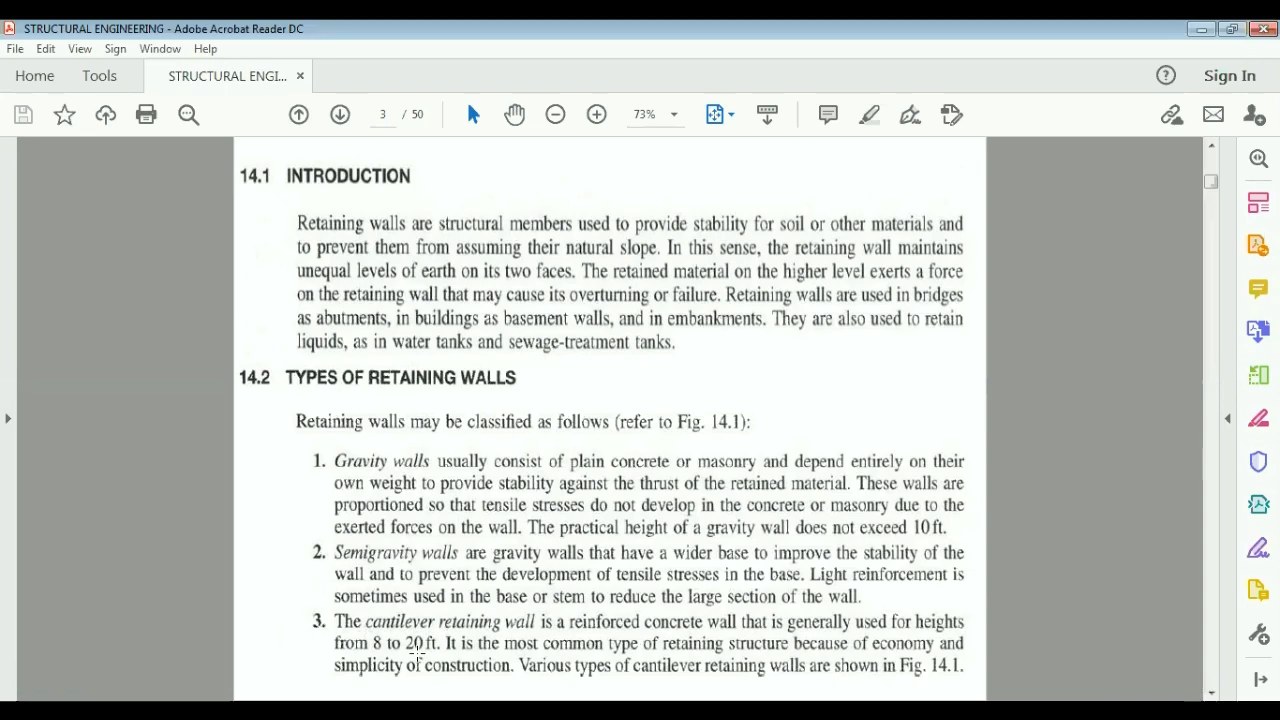 STRUCTURAL ENGINEERING - Adobe Acrobat Reader DC
File Edit View Sign Window Help
Home Tools STRUCTURAL ENGI... × Sign In
3 / 50 73%
14.1 INTRODUCTION
Retaining walls are structural members used to provide stability for soil or other materials and
to prevent them from assuming their natural slope. In this sense, the retaining wall maintains
unequal levels of earth on its two faces. The retained material on the higher level exerts a force
on the retaining wall that may cause its overturning or failure. Retaining walls are used in bridges
as abutments, in buildings as basement walls, and in embankments. They are also used to retain
liquids, as in water tanks and sewage-treatment tanks.
14.2 TYPES OF RETAINING WALLS
Retaining walls may be classified as follows (refer to Fig. 14.1):
1. Gravity walls usually consist of plain concrete or masonry and depend entirely on their
own weight to provide stability against the thrust of the retained material. These walls are
proportioned so that tensile stresses do not develop in the concrete or masonry due to the
exerted forces on the wall. The practical height of a gravity wall does not exceed 10 ft.
2. Semigravity walls are gravity walls that have a wider base to improve the stability of the
wall and to prevent the development of tensile stresses in the base. Light reinforcement is
sometimes used in the base or stem to reduce the large section of the wall.
3. The cantilever retaining wall is a reinforced concrete wall that is generally used for heights
from 8 to 20 ft. It is the most common type of retaining structure because of economy and
simplicity of construction. Various types of cantilever retaining walls are shown in Fig. 14.1.